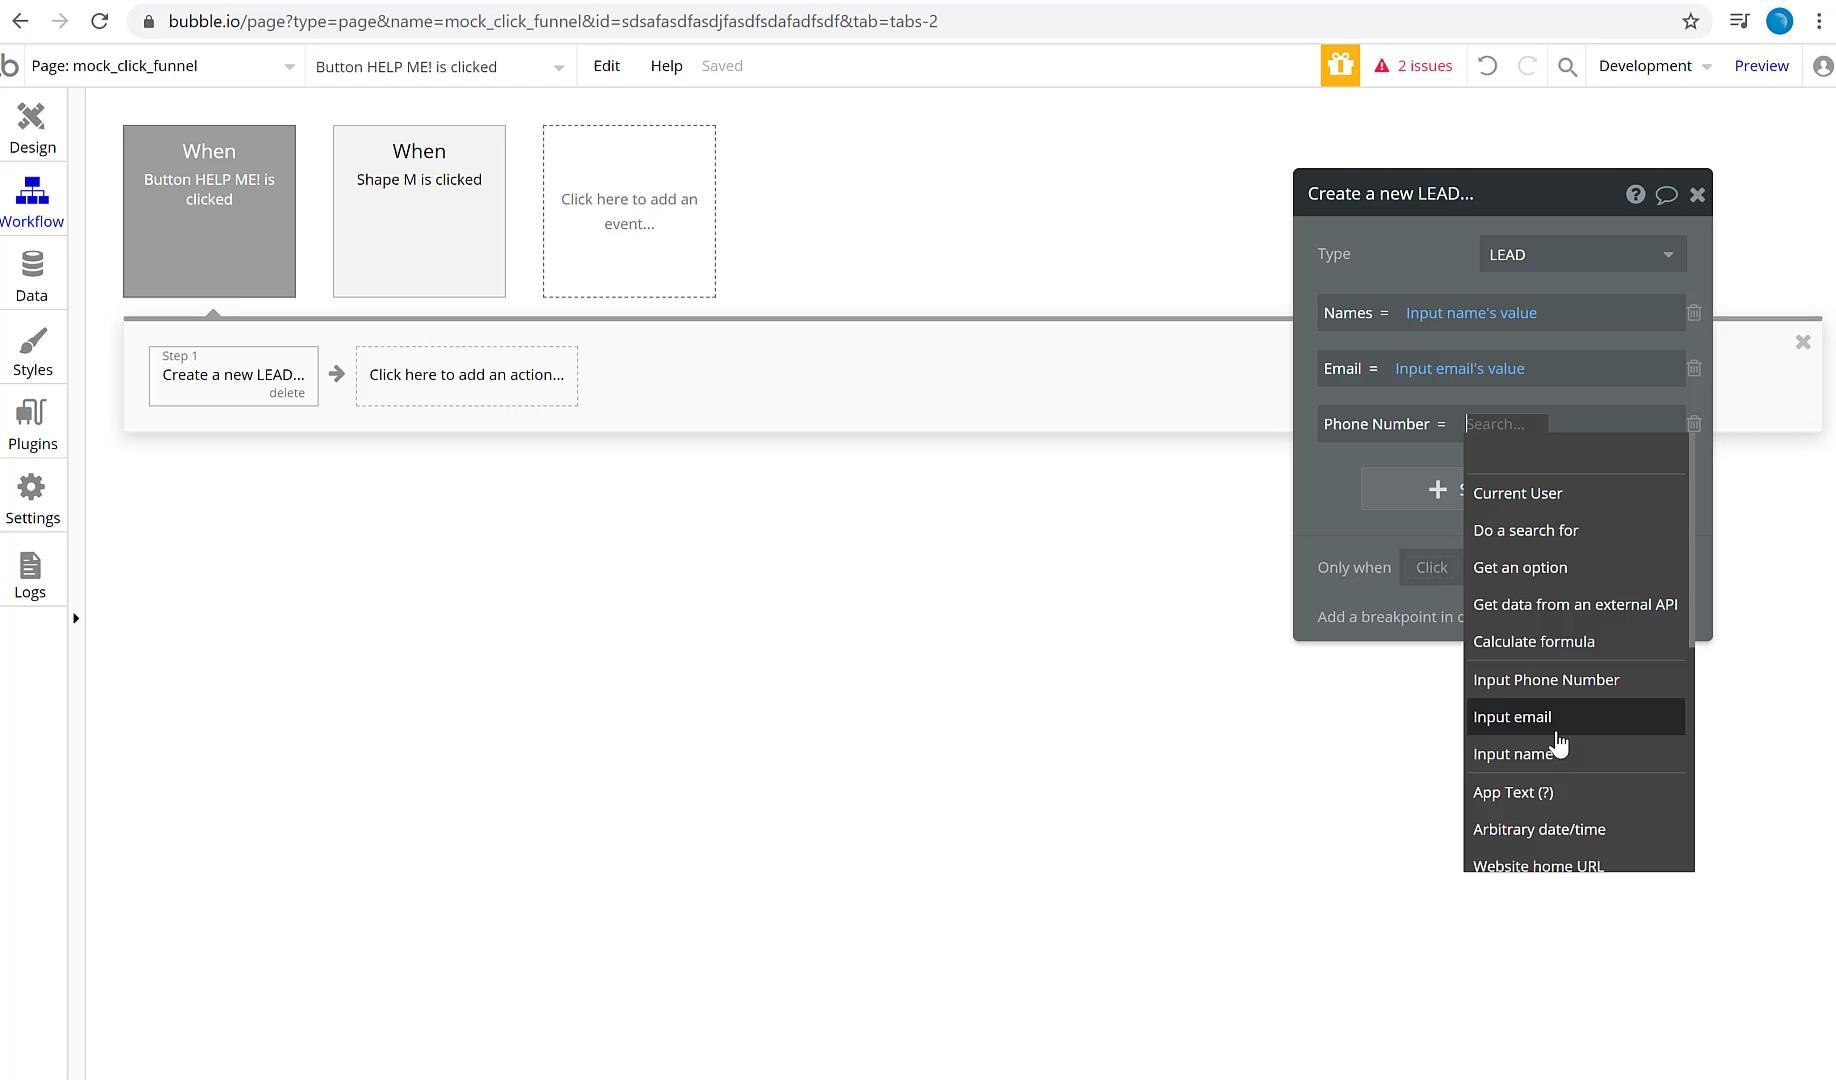 bubble.io/page?type=page&name=mock_click_funnel&id=sdsafasdfasdjfasdfsdafadfsdf&tab=tabs-2
b Page: mock_click_funnel Button HELP ME! is clicked Edit Help Saved 2 issues Development Preview
Design
Workflow
Data
Styles
Plugins
Settings
Logs
When
Button HELP ME! is
clicked
When
Shape M is clicked
Click here to add an
event...
Step 1
Create a new LEAD...
delete
Click here to add an action...
Create a new LEAD...
Type LEAD
Names = Input name's value
Email = Input email's value
Phone Number = Search...
Only when Click
Add a breakpoint in
Current User
Do a search for
Get an option
Get data from an external API
Calculate formula
Input Phone Number
Input email
Input name
App Text (?)
Arbitrary date/time
Website home URL